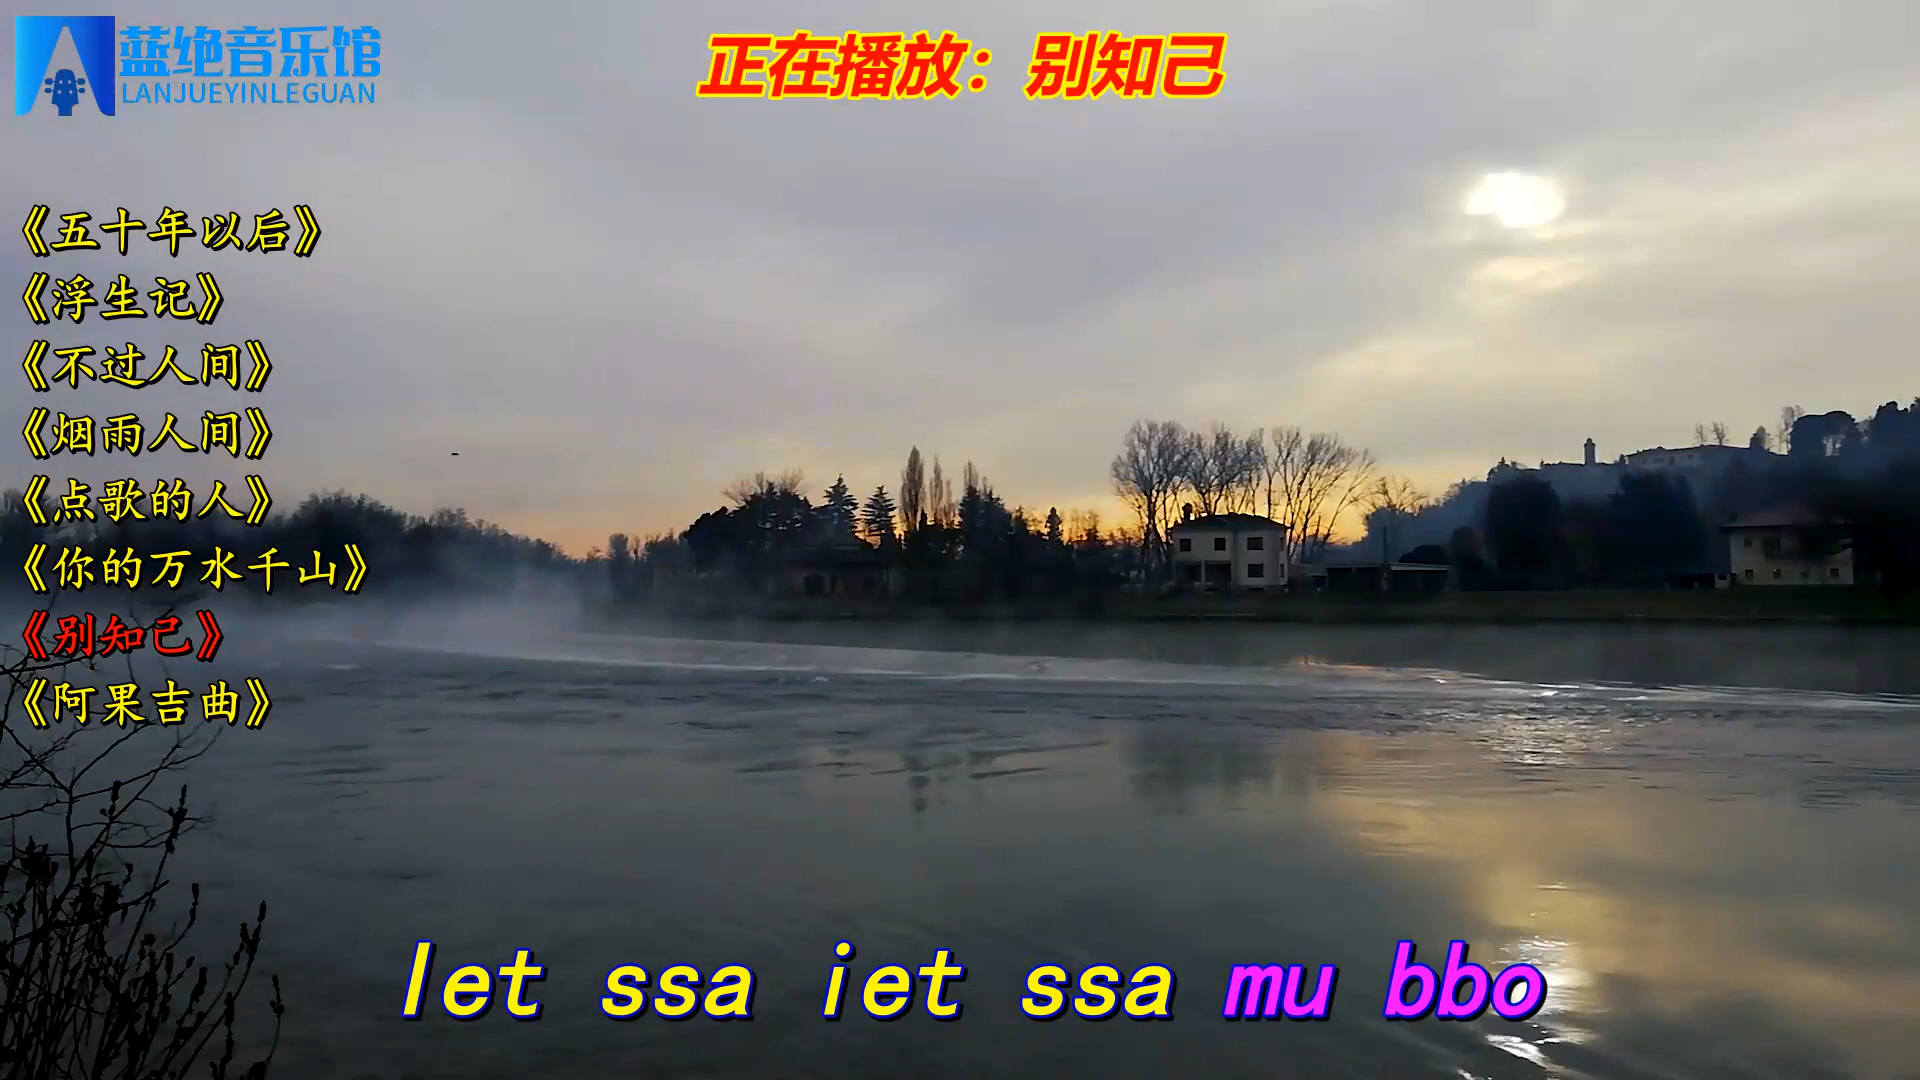 蓝绝音乐馆
LANJUEYINLEGUAN
正在播放：别知己
《五十年以后》
《浮生记》
《不过人间》
《烟雨人间》
《点歌的人》
《你的万水千山》
《别知己》
《阿果吉曲》
let ssa iet ssa mu bbo